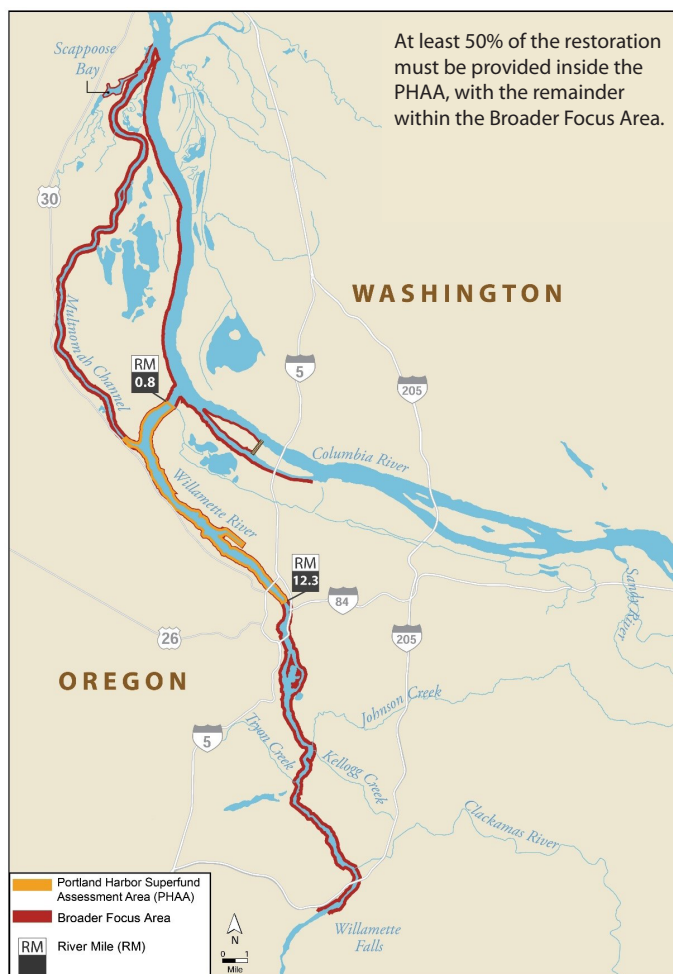 At least 50% of the restoration
must be provided inside the
PHAA, with the remainder
within the Broader Focus Area.
Scappoose
Bay
30
WASHINGTON
Multnomah Channel
RM
0.8
5
205
Columbia River
Willamette River
RM
12.3
84
Sandy River
26
205
OREGON
Johnson Creek
5
Tryon Creek
Kellogg Creek
Clackamas River
Willamette
Falls
Portland Harbor Superfund
Assessment Area (PHAA)
Broader Focus Area
RM
River Mile (RM)
N
0 1
Mile